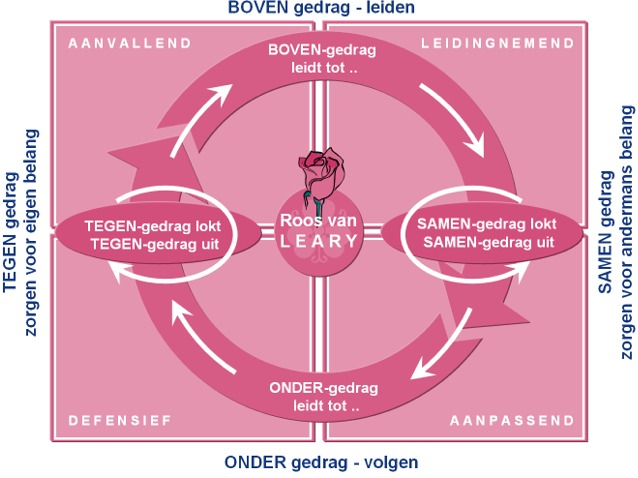 BOVEN gedrag - leiden
AANVALLEND
LEIDINGNEMEND
BOVEN-gedrag
leidt tot ..
TEGEN gedrag
zorgen voor eigen belang
TEGEN-gedrag lokt
TEGEN-gedrag uit
Roos van
LEARY
SAMEN-gedrag lokt
SAMEN-gedrag uit
SAMEN gedrag
zorgen voor andermans belang
ONDER-gedrag
leidt tot ..
DEFENSIEF
AANPASSEND
ONDER gedrag - volgen